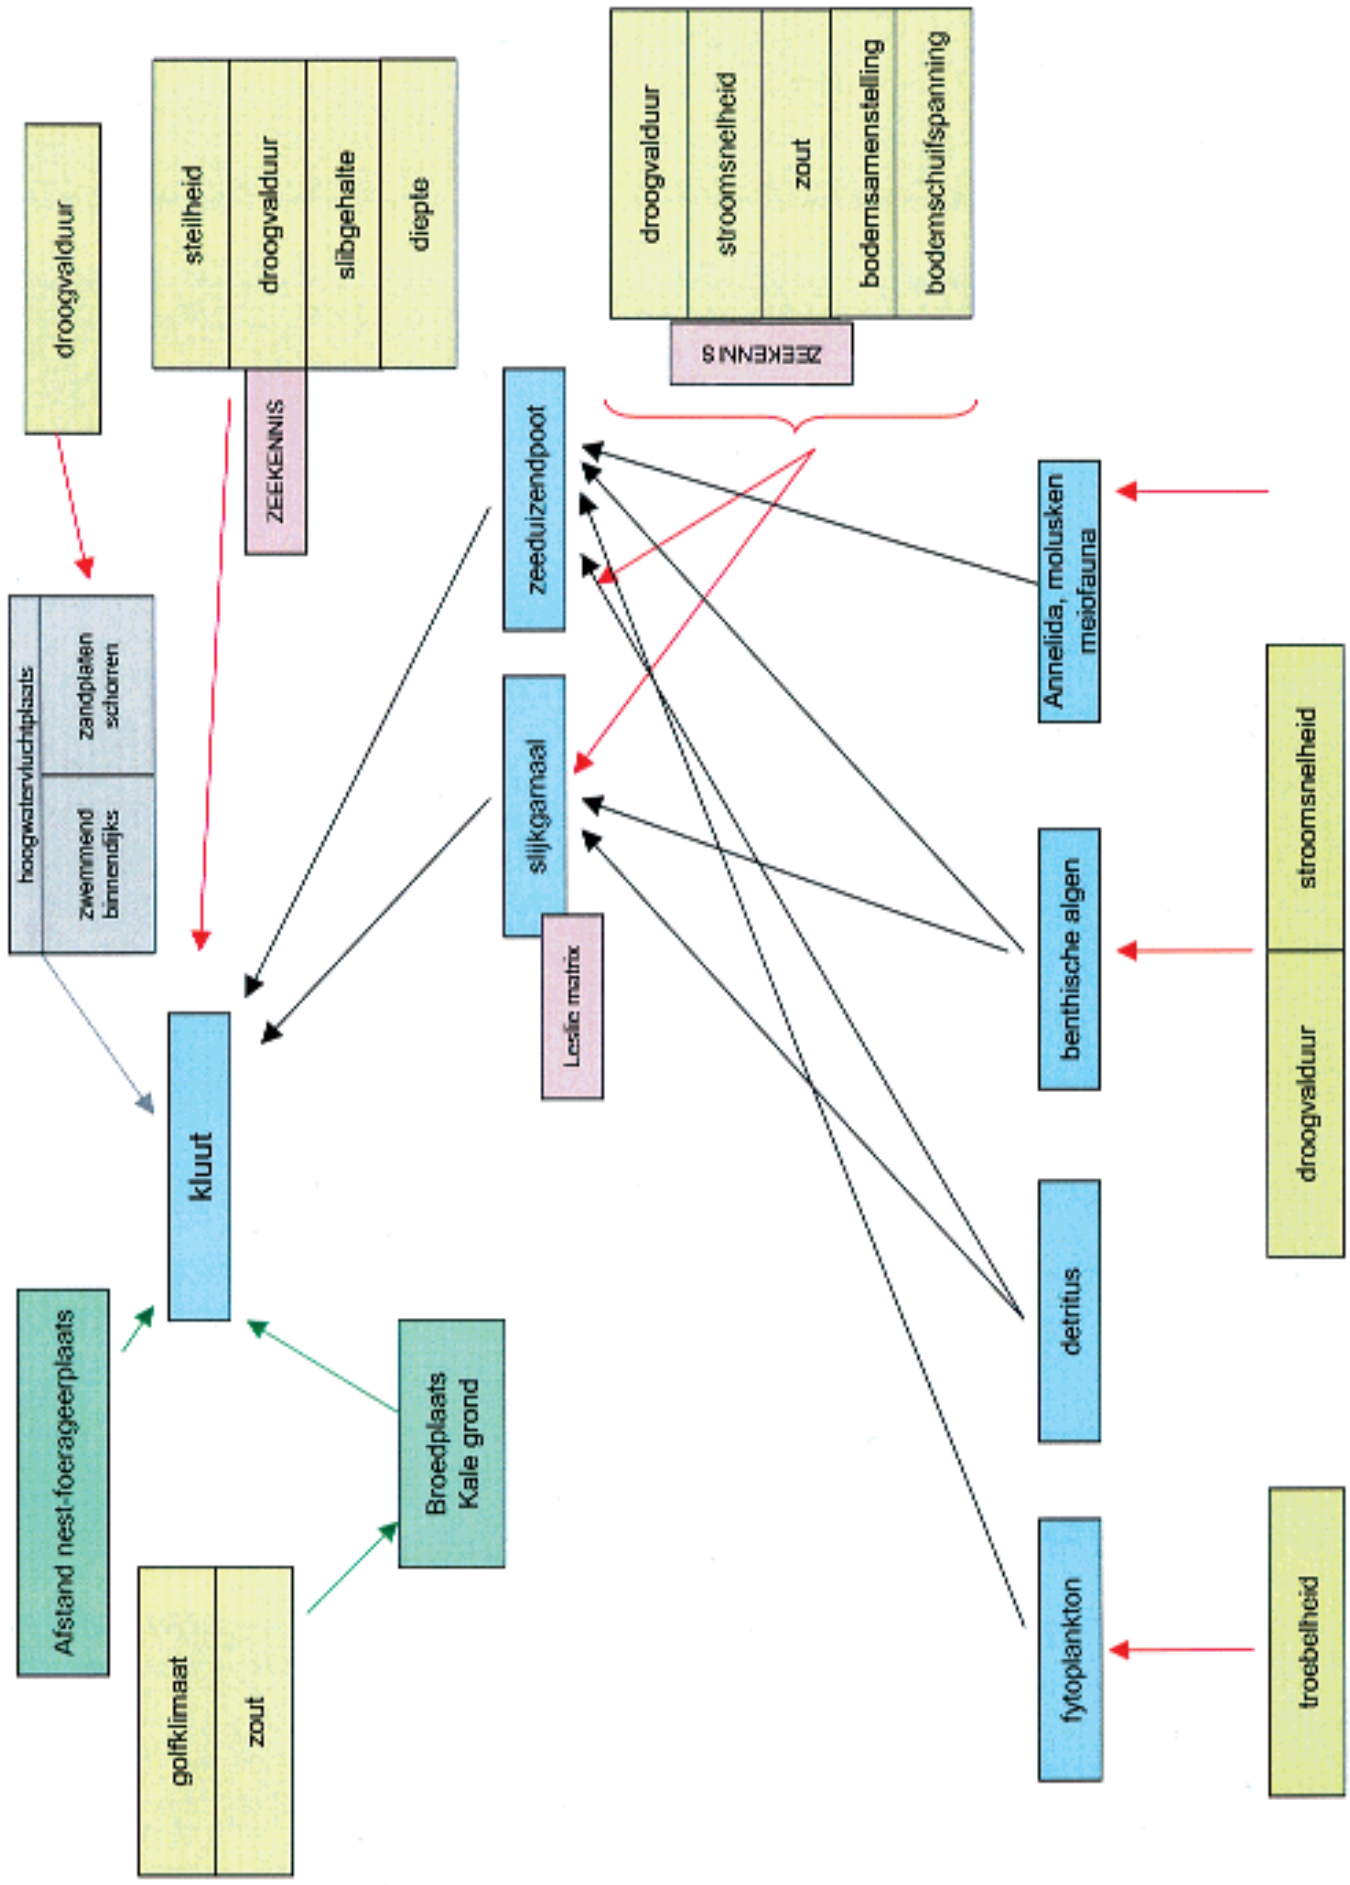 Afstand nest-foerageerplaats
hoogwatervluchtplaats
zwemmend
binnendijks
zandplaten
schorren
droogvalduur
golfklimaat
zout
kluut
steilheid
droogvalduur
slibgehalte
diepte
ZEEKENNIS
Broedplaats
Kale grond
slijkgarnaal
Leslie matrix
zeeduizendpoot
droogvalduur
stroomsnelheid
zout
bodemsamenstelling
bodemschuifspanning
ZEEKENNIS
fytoplankton
detritus
benthische algen
Annelida, molusken
meiofauna
troebelheid
droogvalduur
stroomsnelheid